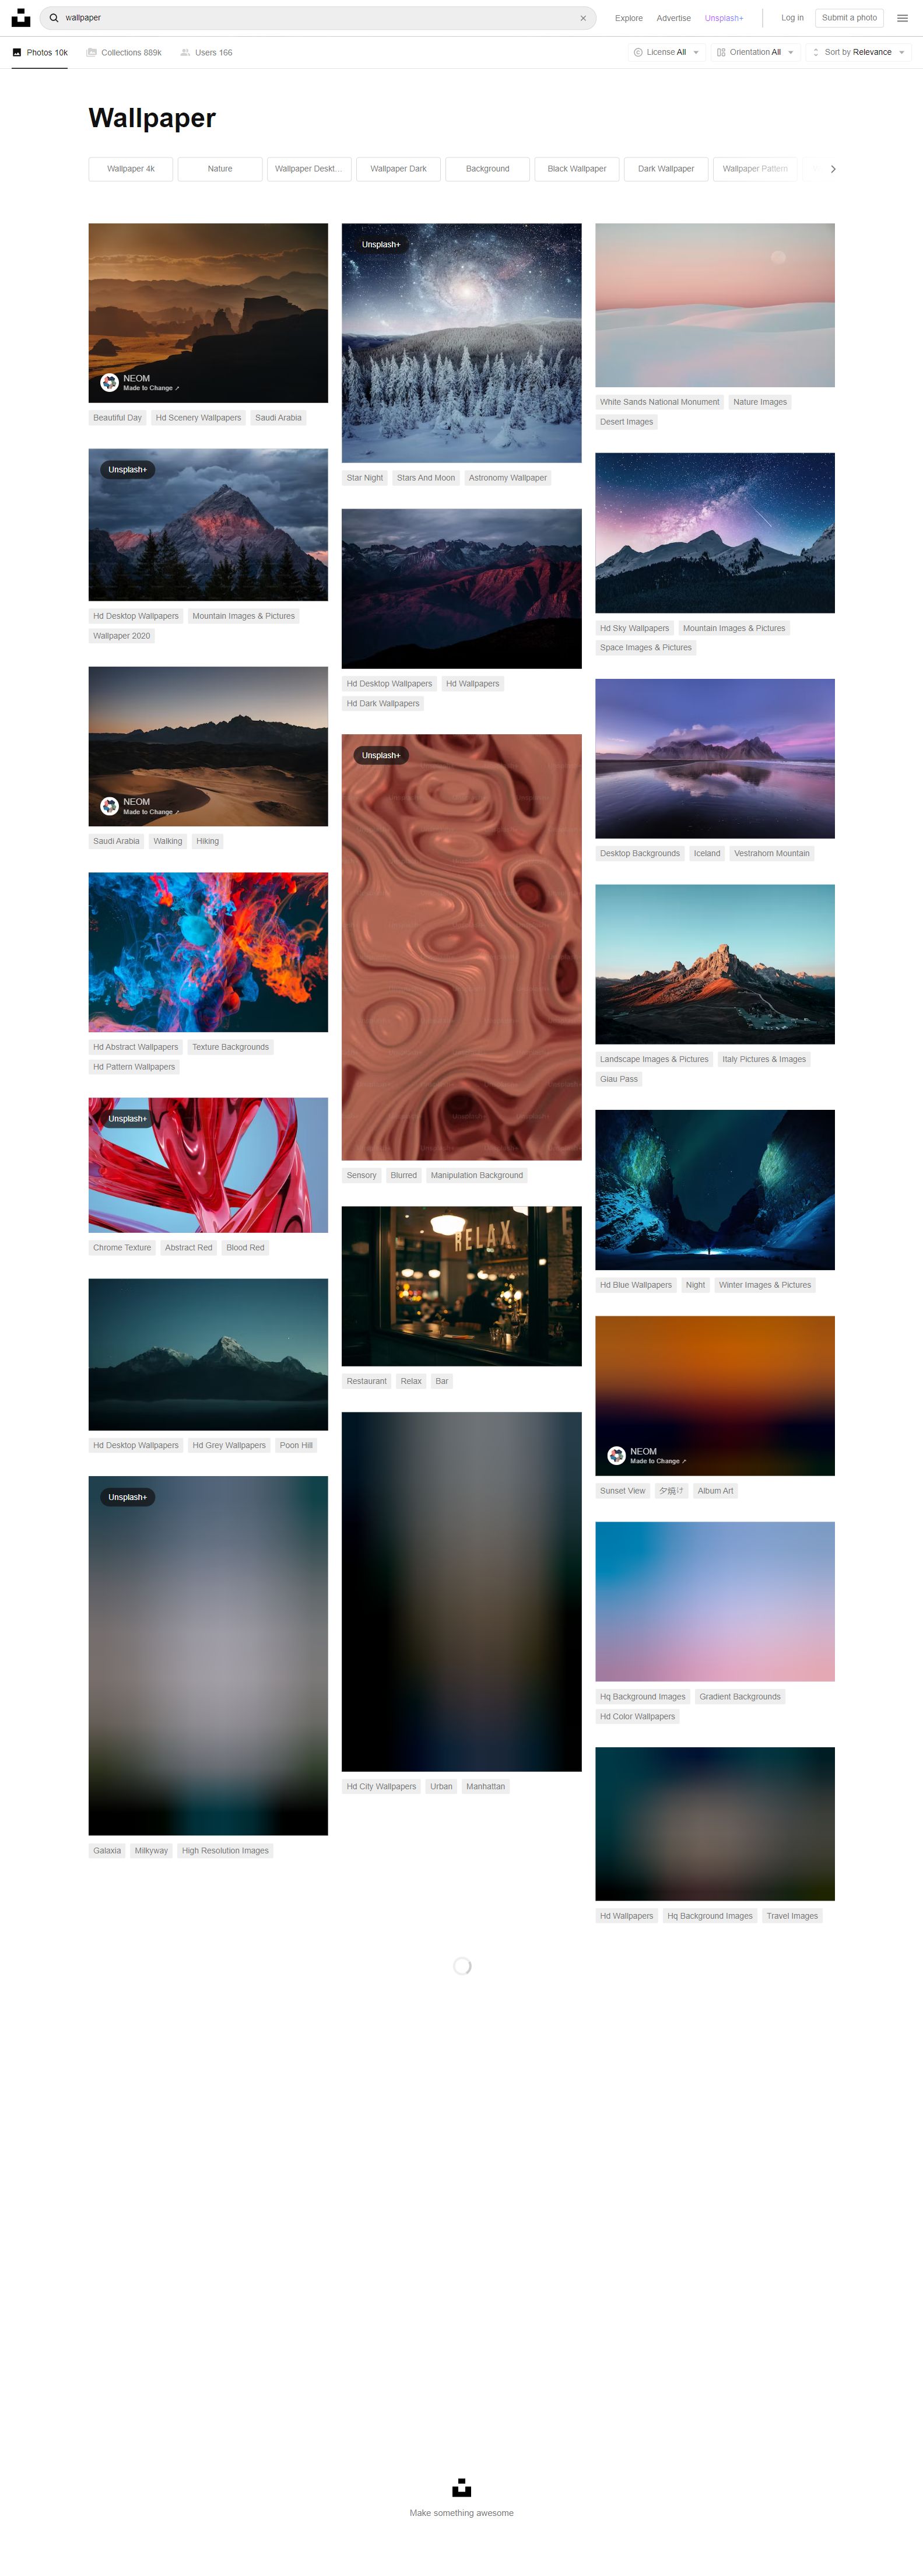 wallpaper
Explore Advertise Unsplash+ Log in Submit a photo
Photos 10k Collections 889k Users 166 License All Orientation All Sort by Relevance
Wallpaper
Wallpaper 4k Nature Wallpaper Deskt... Wallpaper Dark Background Black Wallpaper Dark Wallpaper Wallpaper Pattern
NEOM
Made to Change ↗
Beautiful Day Hd Scenery Wallpapers Saudi Arabia
Unsplash+
Hd Desktop Wallpapers Mountain Images & Pictures
Wallpaper 2020
NEOM
Made to Change ↗
Saudi Arabia Walking Hiking
Hd Abstract Wallpapers Texture Backgrounds
Hd Pattern Wallpapers
Unsplash+
Chrome Texture Abstract Red Blood Red
Hd Desktop Wallpapers Hd Grey Wallpapers Poon Hill
Unsplash+
Galaxia Milkyway High Resolution Images
Unsplash+
Star Night Stars And Moon Astronomy Wallpaper
Hd Desktop Wallpapers Hd Wallpapers
Hd Dark Wallpapers
Unsplash+
Sensory Blurred Manipulation Background
RELAX
Restaurant Relax Bar
Hd City Wallpapers Urban Manhattan
White Sands National Monument Nature Images
Desert Images
Hd Sky Wallpapers Mountain Images & Pictures
Space Images & Pictures
Desktop Backgrounds Iceland Vestrahorn Mountain
Landscape Images & Pictures Italy Pictures & Images
Giau Pass
Hd Blue Wallpapers Night Winter Images & Pictures
NEOM
Made to Change ↗
Sunset View 夕焼け Album Art
Hq Background Images Gradient Backgrounds
Hd Color Wallpapers
Hd Wallpapers Hq Background Images Travel Images
Make something awesome